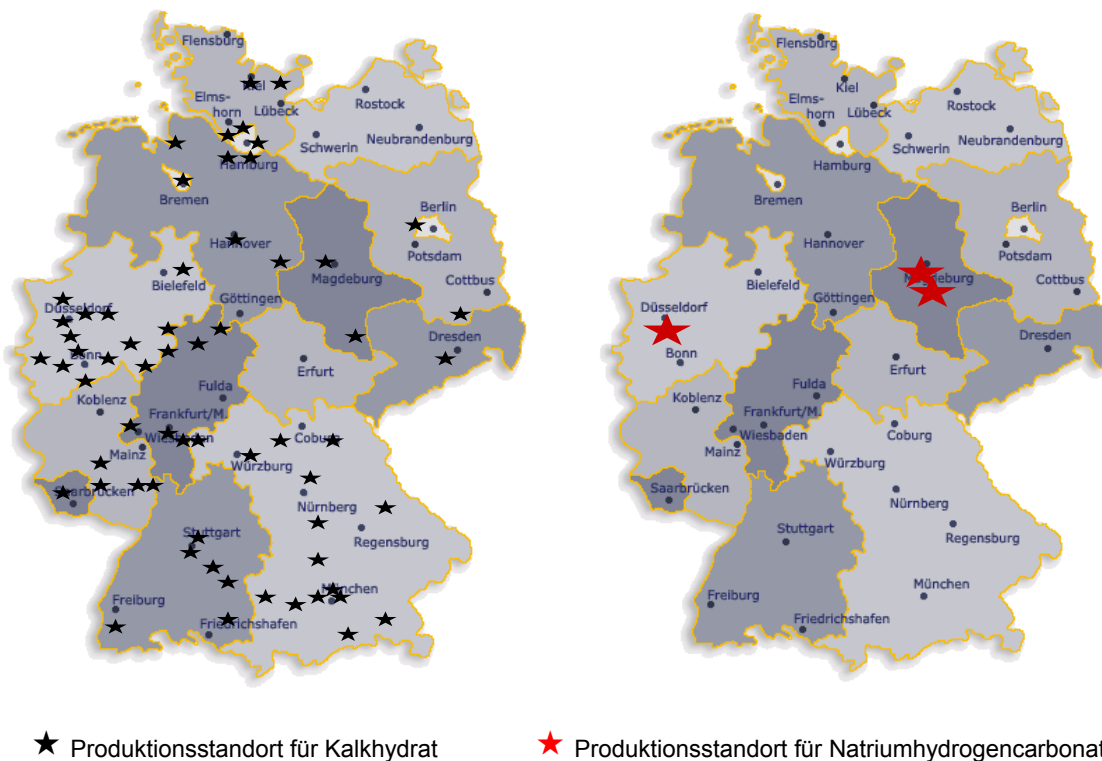 Flensburg
Kiel
Elms-
horn
Lübeck
Rostock
Schwerin
Neubrandenburg
Hamburg
Bremen
Berlin
Hannover
Potsdam
Magdeburg
Bielefeld
Cottbus
Göttingen
Düsseldorf
Dresden
Bonn
Erfurt
Fulda
Koblenz
Frankfurt/M.
Wiesbaden
Coburg
Mainz
Würzburg
Saarbrücken
Nürnberg
Stuttgart
Regensburg
München
Freiburg
Friedrichshafen
Flensburg
Kiel
Elms-
horn
Lübeck
Rostock
Schwerin
Neubrandenburg
Hamburg
Bremen
Berlin
Hannover
Potsdam
Magdeburg
Bielefeld
Cottbus
Göttingen
Düsseldorf
Dresden
Bonn
Erfurt
Fulda
Koblenz
Frankfurt/M.
Wiesbaden
Coburg
Mainz
Würzburg
Saarbrücken
Nürnberg
Stuttgart
Regensburg
München
Freiburg
Friedrichshafen
Produktionsstandort für Kalkhydrat
Produktionsstandort für Natriumhydrogencarbonat